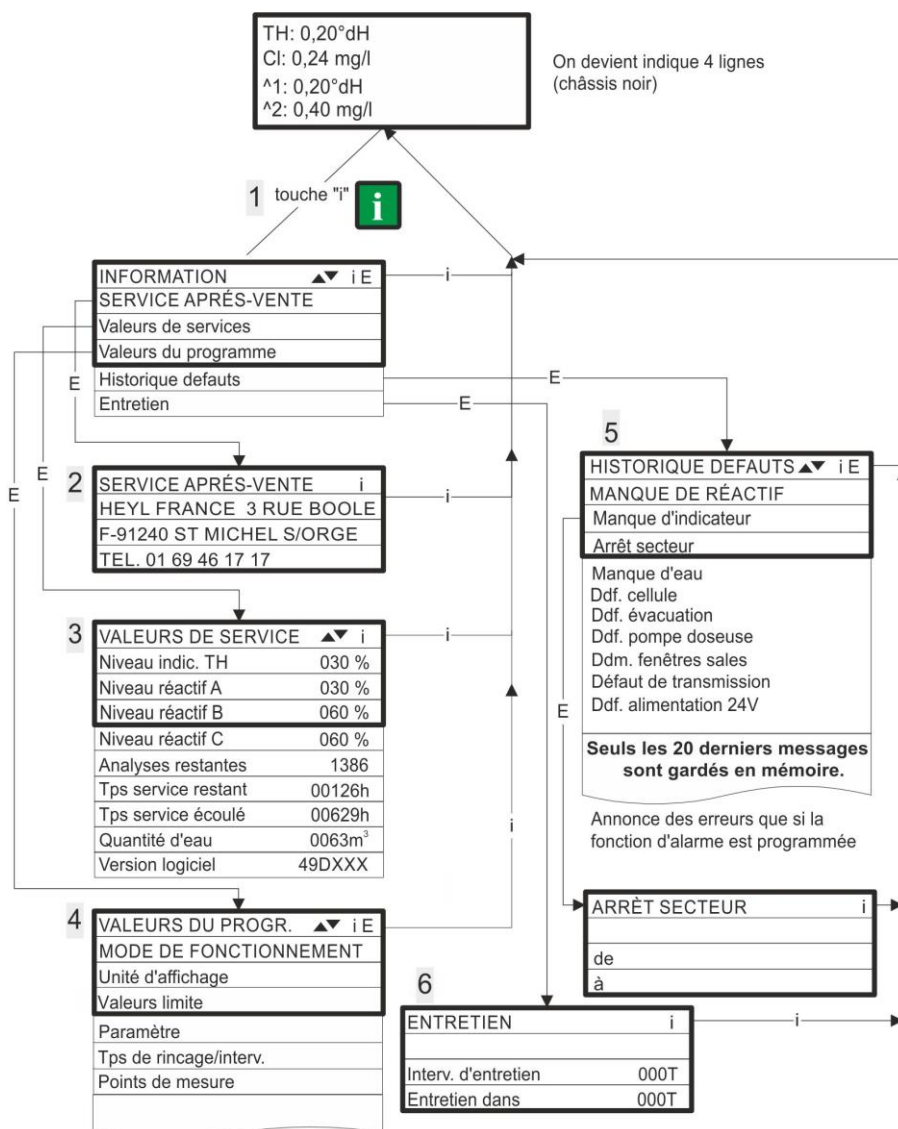 TH: 0,20°dH
Cl: 0,24 mg/l
^1: 0,20°dH
^2: 0,40 mg/l
On devient indique 4 lignes
(châssis noir)
1 touche "i" i
INFORMATION ▲▼ i E
SERVICE APRÉS-VENTE
Valeurs de services
Valeurs du programme
Historique defauts
Entretien
i
E
E
E
E
E
2
SERVICE APRÉS-VENTE i
HEYL FRANCE 3 RUE BOOLE
F-91240 ST MICHEL S/ORGE
TEL. 01 69 46 17 17
i
3
VALEURS DE SERVICE ▲▼ i
Niveau indic. TH 030 %
Niveau réactif A 030 %
Niveau réactif B 060 %
Niveau réactif C 060 %
Analyses restantes 1386
Tps service restant 00126h
Tps service écoulé 00629h
Quantité d'eau 0063m³
Version logiciel 49DXXX
i
i
4
VALEURS DU PROGR. ▲▼ i E
MODE DE FONCTIONNEMENT
Unité d'affichage
Valeurs limite
Paramètre
Tps de rincage/interv.
Points de mesure
5
HISTORIQUE DEFAUTS ▲▼ i E
MANQUE DE RÉACTIF
Manque d'indicateur
Arrêt secteur
Manque d'eau
Ddf. cellule
Ddf. évacuation
Ddf. pompe doseuse
Ddm. fenêtres sales
Défaut de transmission
Ddf. alimentation 24V
Seuls les 20 derniers messages
sont gardés en mémoire.
Annonce des erreurs que si la
fonction d'alarme est programmée
E
ARRÈT SECTEUR i
de
à
6
ENTRETIEN i
Interv. d'entretien 000T
Entretien dans 000T
i